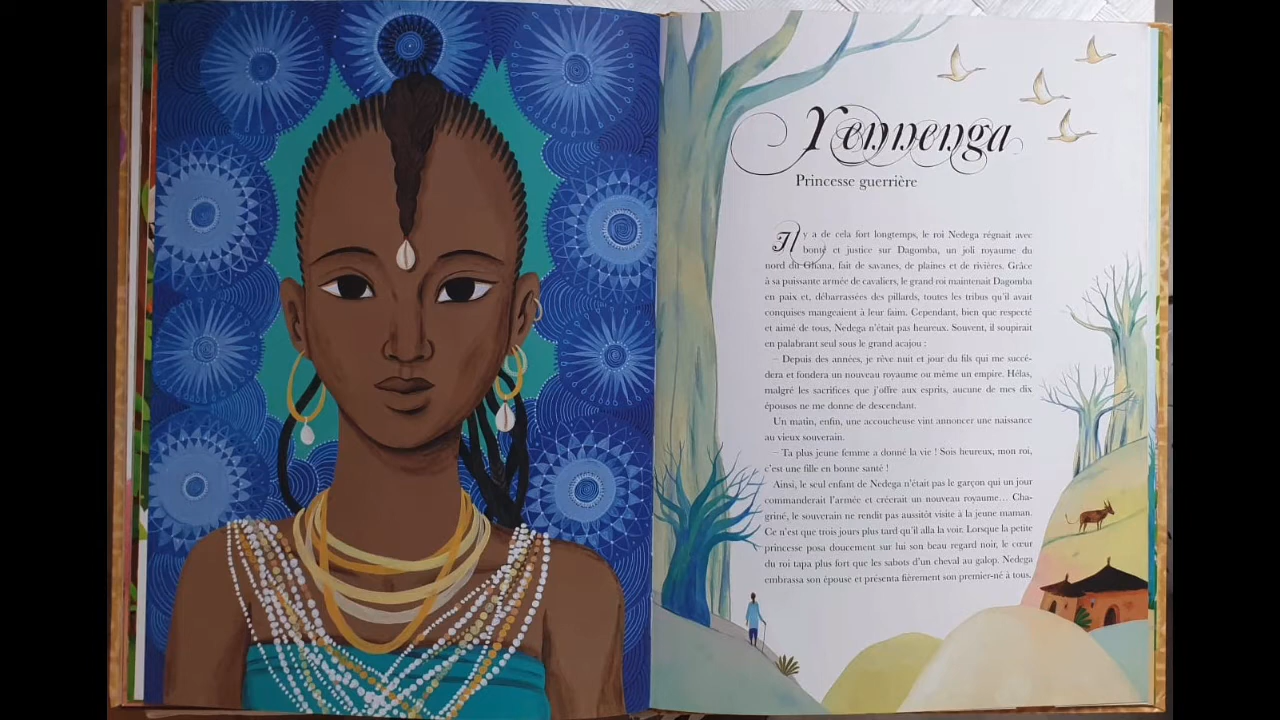 Yennenga
Princesse guerrière
Il y a de cela fort longtemps, le roi Nedega régnait avec
bonté et justice sur Dagomba, un joli royaume du
nord du Ghana, fait de savanes, de plaines et de rivières. Grâce
à sa puissante armée de cavaliers, le grand roi maintenait Dagomba
en paix et, débarrassées des pillards, toutes les tribus qu'il avait
conquises mangeaient à leur faim. Cependant, bien que respecté
et aimé de tous, Nedega n'était pas heureux. Souvent, il soupirait
en palabrant seul sous le grand acajou :
– Depuis des années, je rêve nuit et jour du fils qui me succé-
dera et fondera un nouveau royaume ou même un empire. Hélas,
malgré les sacrifices que j'offre aux esprits, aucune de mes dix
épouses ne me donne de descendant.
Un matin, enfin, une accoucheuse vint annoncer une naissance
au vieux souverain.
– Ta plus jeune femme a donné la vie ! Sois heureux, mon roi,
c'est une fille en bonne santé !
Ainsi, le seul enfant de Nedega n'était pas le garçon qui un jour
commanderait l'armée et créerait un nouveau royaume… Cha-
griné, le souverain ne rendit pas aussitôt visite à la jeune maman.
Ce n'est que trois jours plus tard qu'il alla la voir. Lorsque la petite
princesse posa doucement sur lui son beau regard noir, le cœur
du roi tapa plus fort que les sabots d'un cheval au galop. Nedega
embrassa son épouse et présenta fièrement son premier-né à tous.